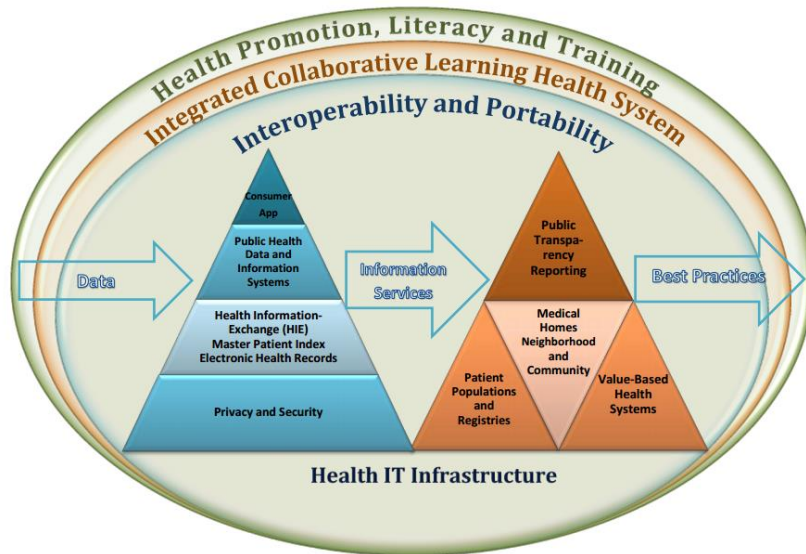 Health Promotion, Literacy and Training
Integrated Collaborative Learning Health System
Interoperability and Portability
Consumer
App
Public Health
Data and
Information
Systems
Health Information-
Exchange (HIE)
Master Patient Index
Electronic Health Records
Privacy and Security
Data
Information
Services
Public
Transpa-
rency
Reporting
Medical
Homes
Neighborhood
and
Community
Patient
Populations
and
Registries
Value-Based
Health
Systems
Best Practices
Health IT Infrastructure